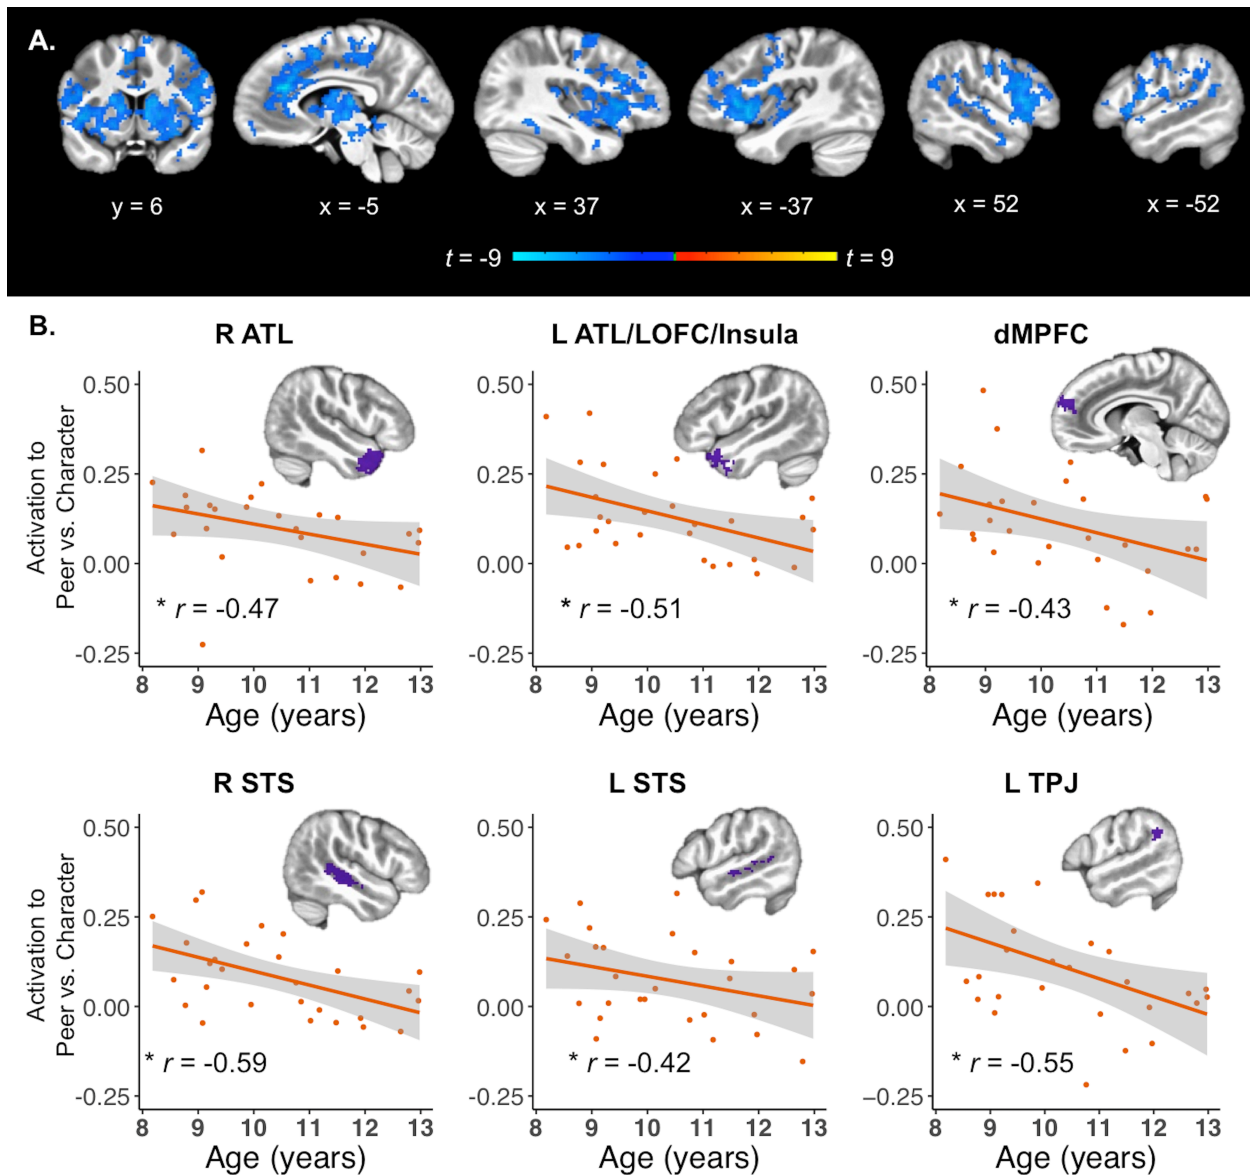 A.
y = 6
x = -5
x = 37
x = -37
x = 52
x = -52
t = -9
t = 9
B.
R ATL
L ATL/LOFC/Insula
dMPFC
Activation to
Peer vs. Character
0.50
0.25
0.00
-0.25
* r = -0.47
8 9 10 11 12 13
Age (years)
0.50
0.25
0.00
-0.25
* r = -0.51
8 9 10 11 12 13
Age (years)
0.50
0.25
0.00
-0.25
* r = -0.43
8 9 10 11 12 13
Age (years)
R STS
L STS
L TPJ
Activation to
Peer vs. Character
0.50
0.25
0.00
-0.25
* r = -0.59
8 9 10 11 12 13
Age (years)
0.50
0.25
0.00
-0.25
* r = -0.42
8 9 10 11 12 13
Age (years)
0.50
0.25
0.00
−0.25
* r = -0.55
8 9 10 11 12 13
Age (years)